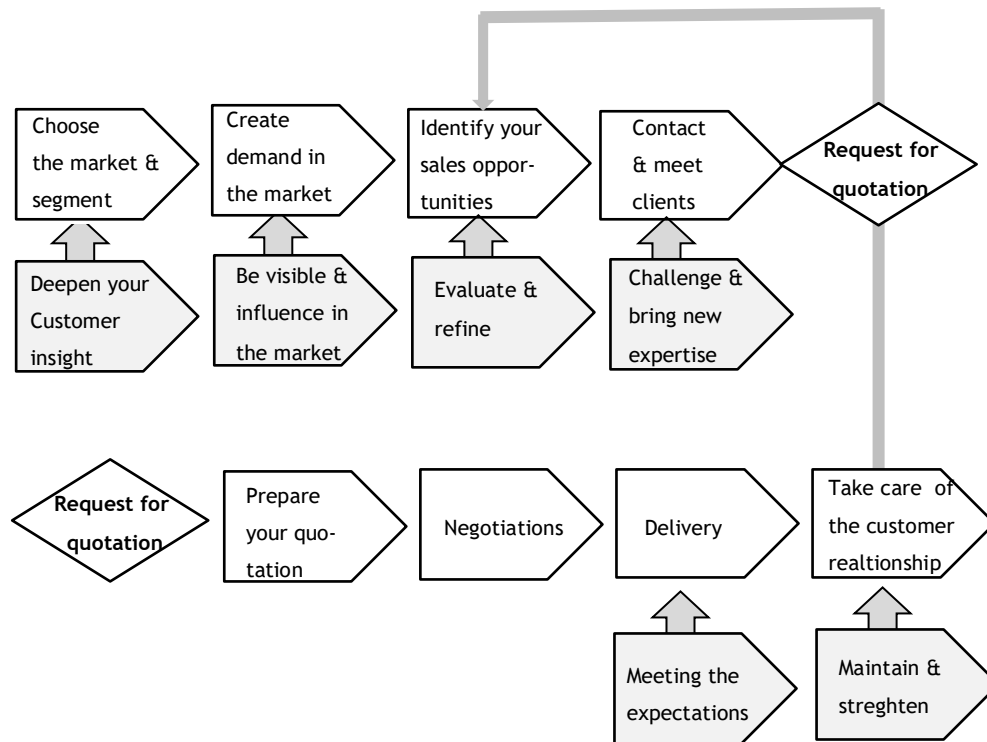 Choose
the market &
segment
Create
demand in
the market
Identify your
sales oppor-
tunities
Contact
& meet
clients
Request for
quotation
Deepen your
Customer
insight
Be visible &
influence in
the market
Evaluate &
refine
Challenge &
bring new
expertise
Request for
quotation
Prepare
your quo-
tation
Negotiations
Delivery
Take care of
the customer
realtionship
Meeting the
expectations
Maintain &
streghten